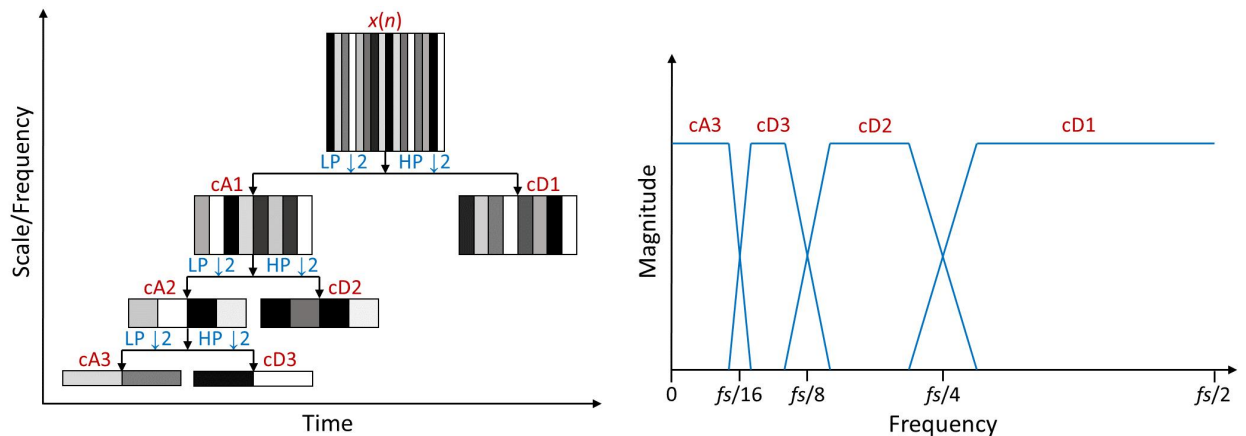 Scale/Frequency
x(n)
LP ↓2 HP ↓2
cA1 cD1
LP ↓2 HP ↓2
cA2 cD2
LP ↓2 HP ↓2
cA3 cD3
Time
Magnitude
cA3 cD3 cD2 cD1
0 fs/16 fs/8 fs/4 fs/2
Frequency